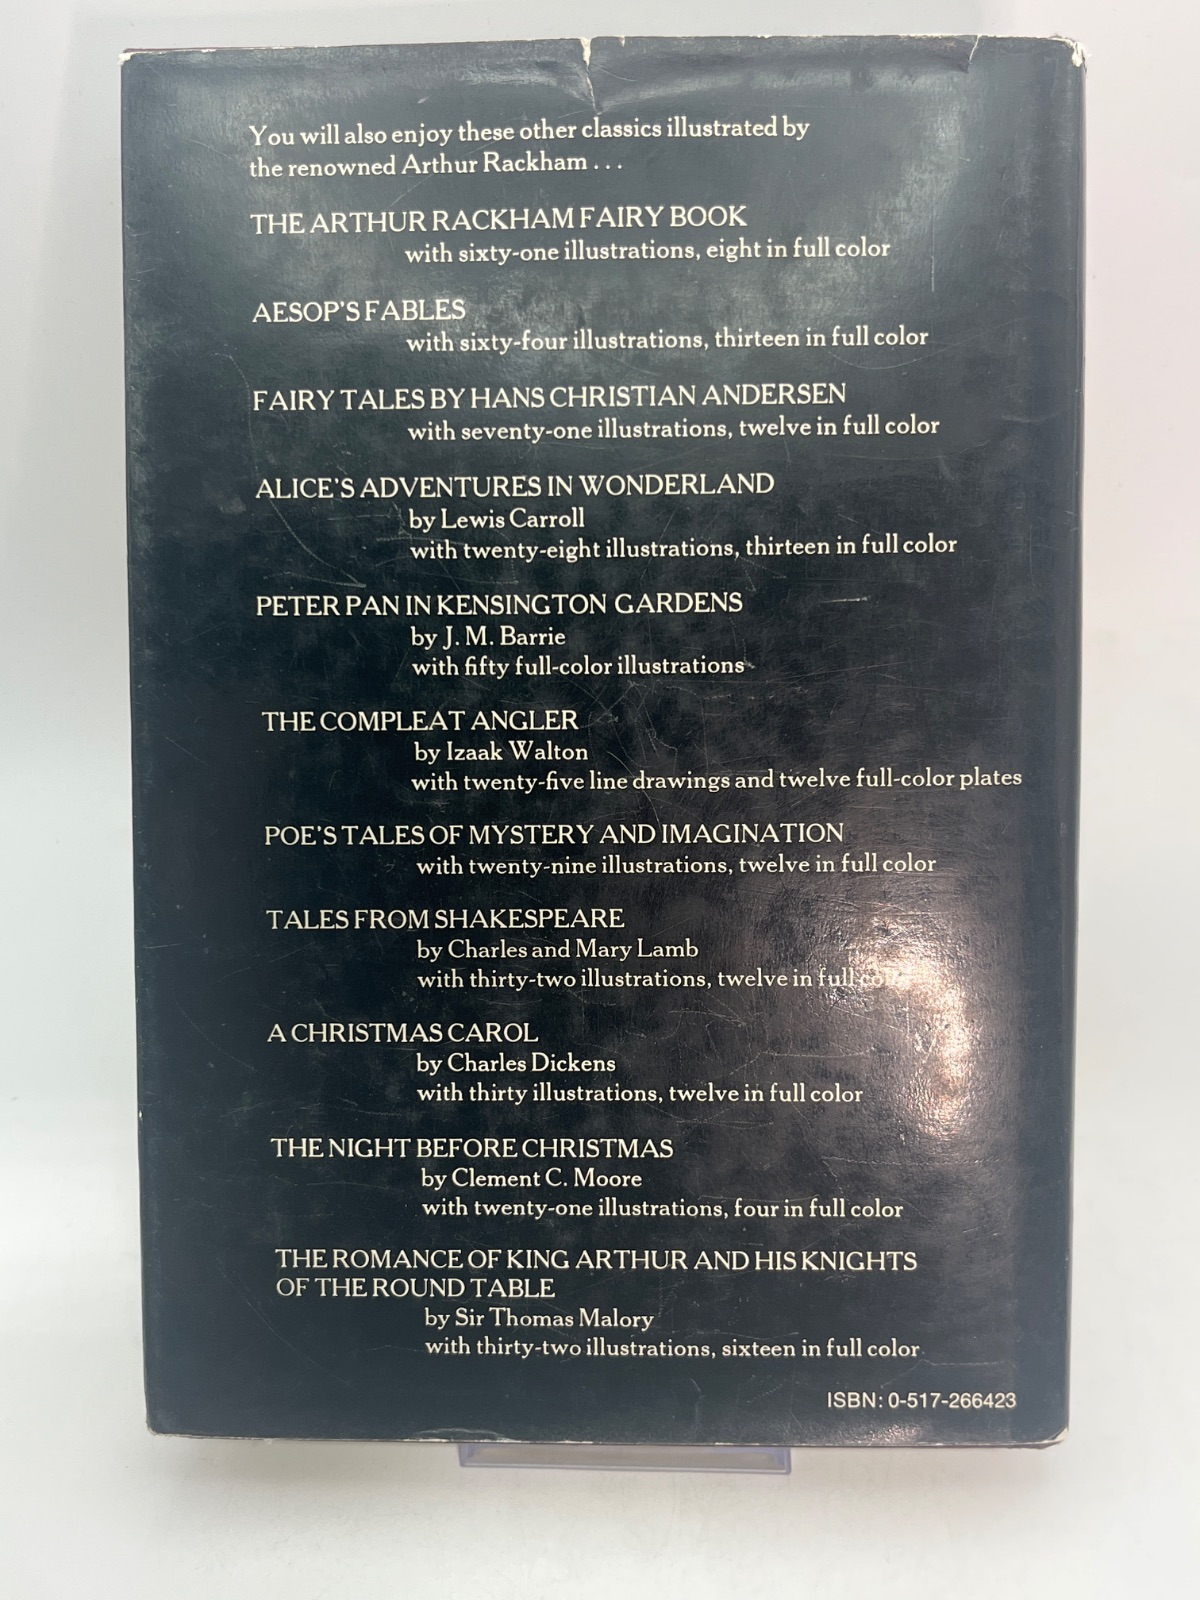 You will also enjoy these other classics illustrated by
the renowned Arthur Rackham . . .
THE ARTHUR RACKHAM FAIRY BOOK
with sixty-one illustrations, eight in full color
AESOP'S FABLES
with sixty-four illustrations, thirteen in full color
FAIRY TALES BY HANS CHRISTIAN ANDERSEN
with seventy-one illustrations, twelve in full color
ALICE'S ADVENTURES IN WONDERLAND
by Lewis Carroll
with twenty-eight illustrations, thirteen in full color
PETER PAN IN KENSINGTON GARDENS
by J. M. Barrie
with fifty full-color illustrations
THE COMPLEAT ANGLER
by Izaak Walton
with twenty-five line drawings and twelve full-color plates
POE'S TALES OF MYSTERY AND IMAGINATION
with twenty-nine illustrations, twelve in full color
TALES FROM SHAKESPEARE
by Charles and Mary Lamb
with thirty-two illustrations, twelve in full
A CHRISTMAS CAROL
by Charles Dickens
with thirty illustrations, twelve in full color
THE NIGHT BEFORE CHRISTMAS
by Clement C. Moore
with twenty-one illustrations, four in full color
THE ROMANCE OF KING ARTHUR AND HIS KNIGHTS
OF THE ROUND TABLE
by Sir Thomas Malory
with thirty-two illustrations, sixteen in full color
ISBN: 0-517-266423